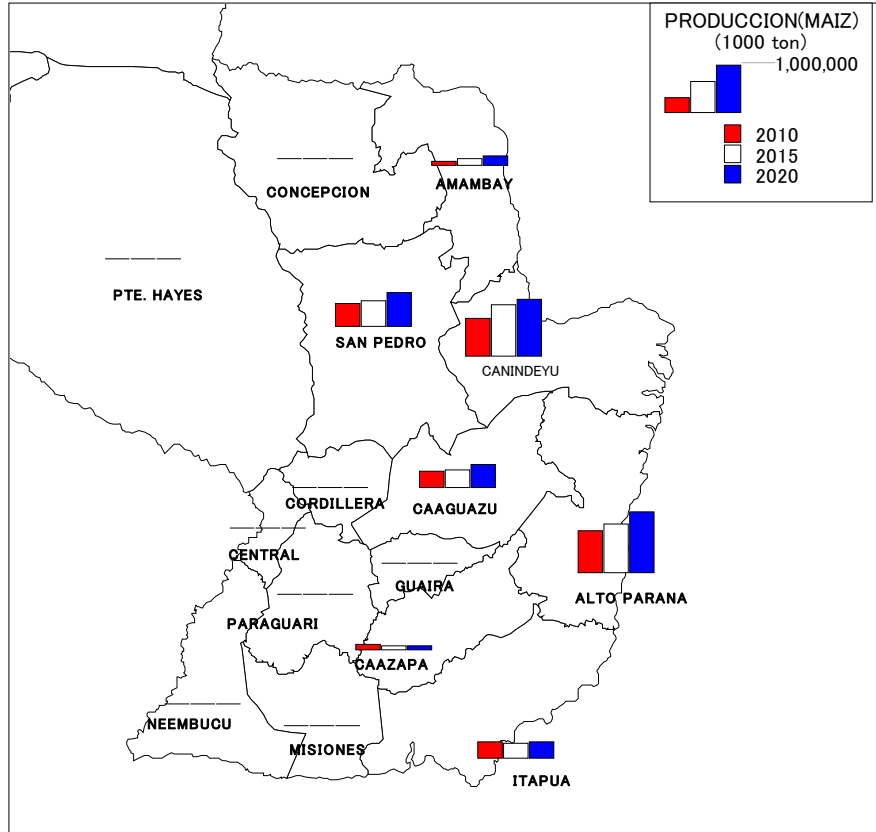 PRODUCCION(MAIZ)
(1000 ton)
1,000,000
2010
2015
2020
CONCEPCION
AMAMBAY
PTE. HAYES
SAN PEDRO
CANINDEYU
CORDILLERA
CAAGUAZU
CENTRAL
GUAIRA
ALTO PARANA
PARAGUARI
CAAZAPA
NEEMBUCU
MISIONES
ITAPUA